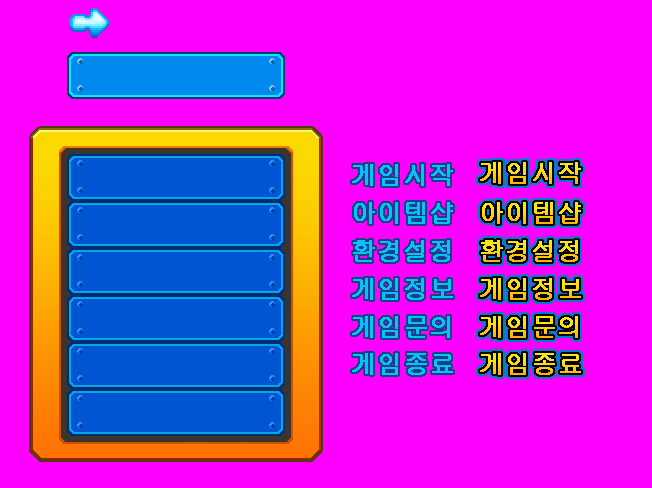 게임시작 게임시작
아이템샵 아이템샵
환경설정 환경설정
게임정보 게임정보
게임문의 게임문의
게임종료 게임종료